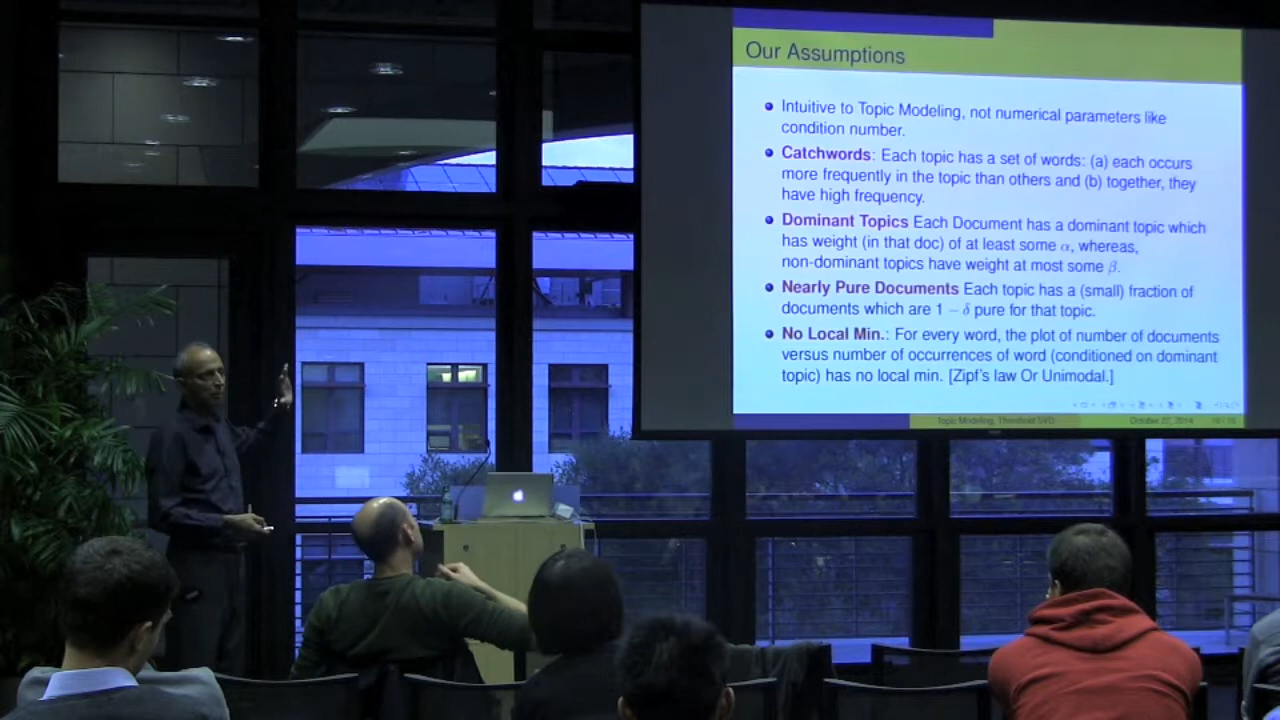 Our Assumptions
Intuitive to Topic Modeling, not numerical parameters like
condition number.
Catchwords: Each topic has a set of words: (a) each occurs
more frequently in the topic than others and (b) together, they
have high frequency.
Dominant Topics Each Document has a dominant topic which
has weight (in that doc) of at least some α, whereas,
non-dominant topics have weight at most some β.
Nearly Pure Documents Each topic has a (small) fraction of
documents which are 1 − δ pure for that topic.
No Local Min.: For every word, the plot of number of documents
versus number of occurrences of word (conditioned on dominant
topic) has no local min. [Zipf's law Or Unimodal.]
Topic Modeling, Threshold SVD October 22, 2014